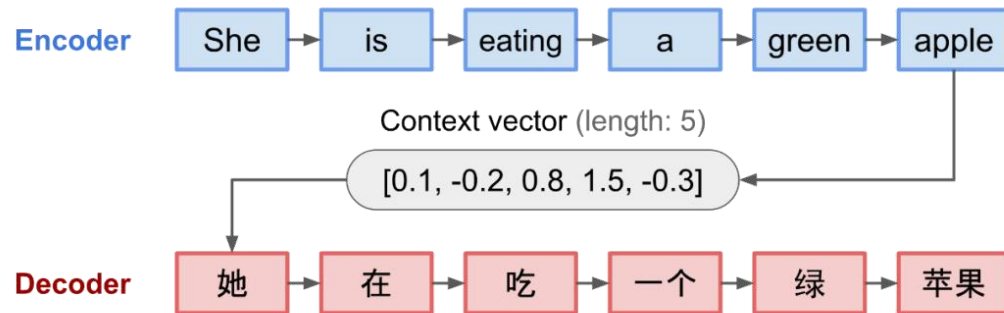 Encoder She is eating a green apple
Context vector (length: 5)
[0.1, -0.2, 0.8, 1.5, -0.3]
Decoder 她 在 吃 一个 绿 苹果